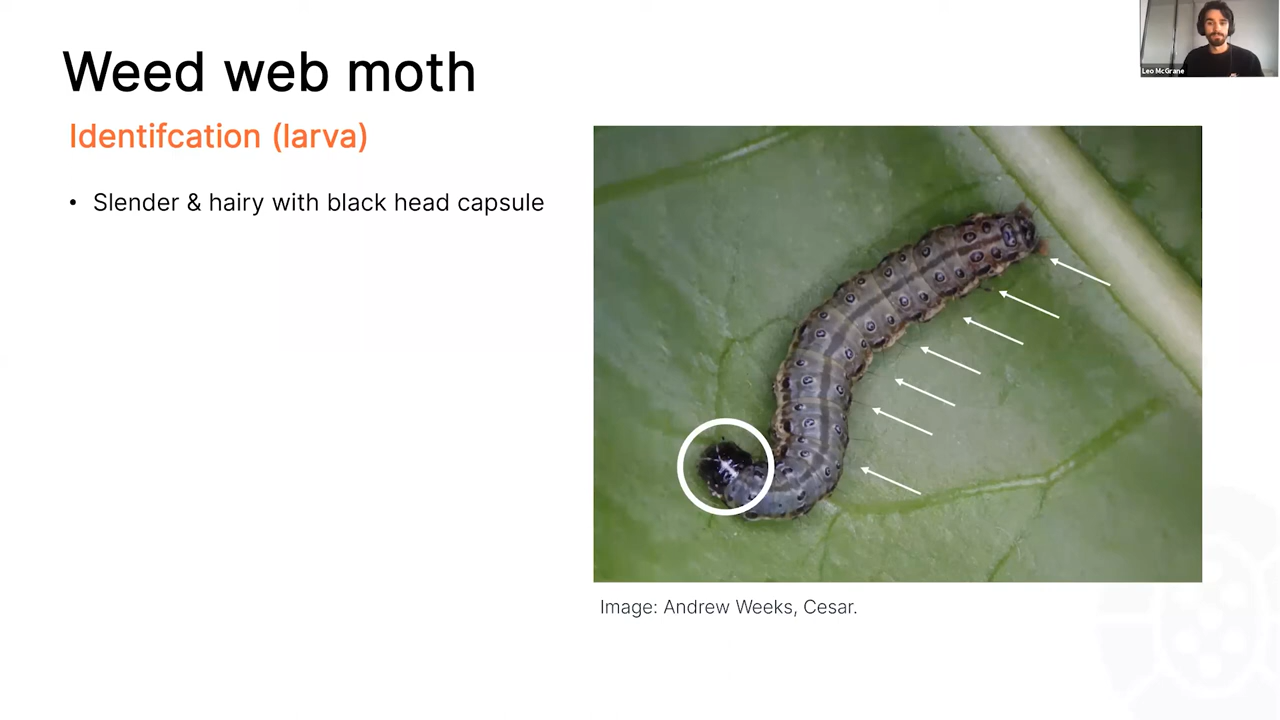 Weed web moth
Identifcation (larva)
• Slender & hairy with black head capsule
Leo McGrane
Image: Andrew Weeks, Cesar.